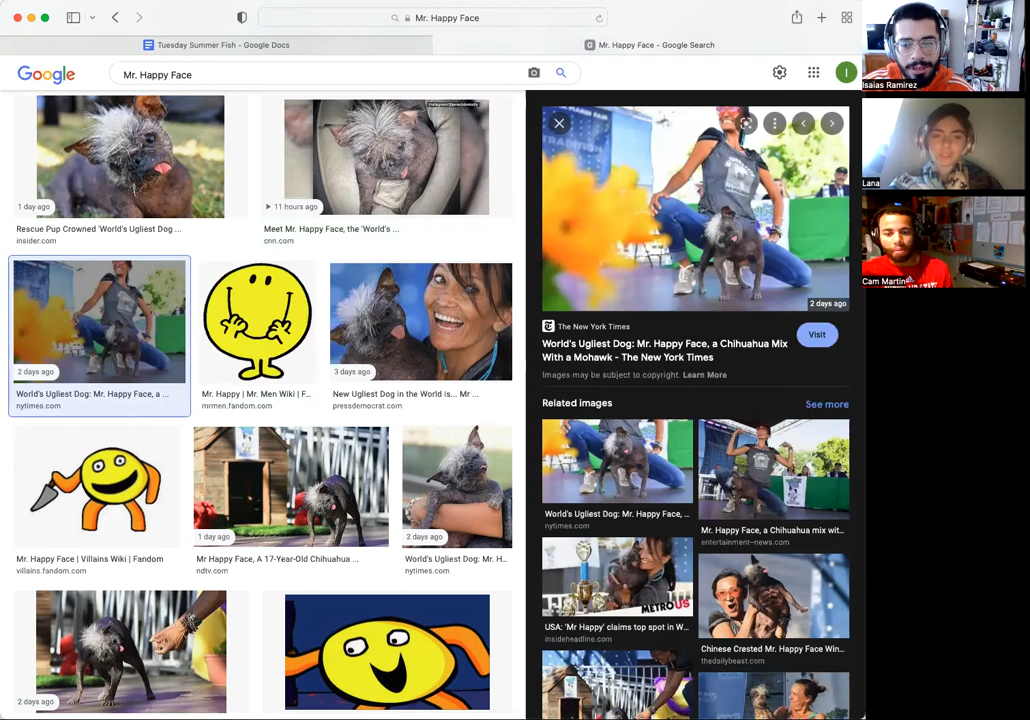 Mr. Happy Face
Tuesday Summer Fish - Google Docs
Mr. Happy Face - Google Search
Google
Mr. Happy Face
I
1 day ago
Rescue Pup Crowned 'World's Ugliest Dog ...
insider.com
11 hours ago
Meet Mr. Happy Face, the 'World's ...
cnn.com
2 days ago
World's Ugliest Dog: Mr. Happy Face, a ...
nytimes.com
Mr. Happy | Mr. Men Wiki | F...
mrmen.fandom.com
3 days ago
New Ugliest Dog in the World is... Mr ...
pressdemocrat.com
Mr. Happy Face | Villains Wiki | Fandom
villains.fandom.com
1 day ago
Mr Happy Face, A 17-Year-Old Chihuahua ...
ndtv.com
2 days ago
World's Ugliest Dog: Mr. H...
nytimes.com
2 days ago
TRADITION
2 days ago
The New York Times
World's Ugliest Dog: Mr. Happy Face, a Chihuahua Mix
With a Mohawk - The New York Times
Visit
Images may be subject to copyright. Learn More
Related images
See more
World's Ugliest Dog: Mr. Happy Face, ...
nytimes.com
Mr. Happy Face, a Chihuahua mix wit...
entertainment-news.com
METROUS
USA: 'Mr Happy' claims top spot in W...
insideheadline.com
Chinese Crested Mr. Happy Face Win...
thedailybeast.com
Isaias Ramirez
Lana
Cam Martin